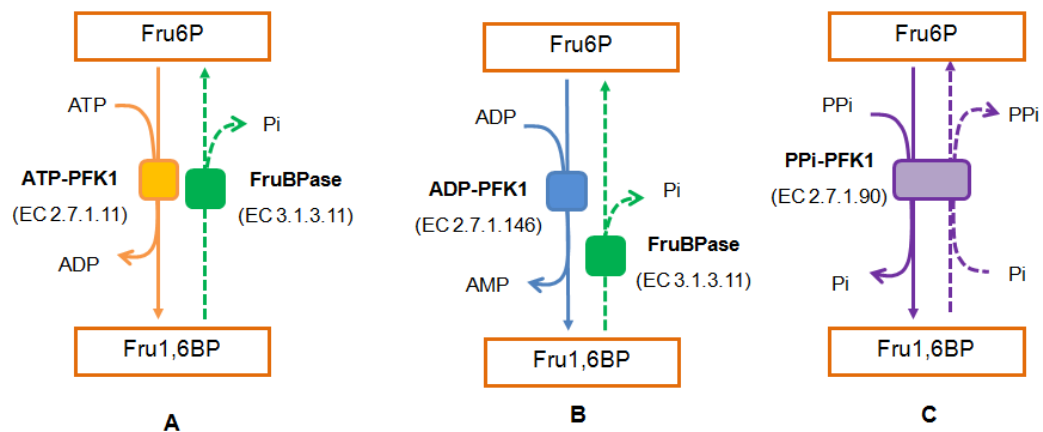 Fru6P
ATP
Pi
ATP-PFK1
(EC 2.7.1.11)
FruBPase
(EC 3.1.3.11)
ADP
Fru1,6BP
A
Fru6P
ADP
ADP-PFK1
(EC 2.7.1.146)
Pi
FruBPase
(EC 3.1.3.11)
AMP
Fru1,6BP
B
Fru6P
PPi
PPi
PPi-PFK1
(EC 2.7.1.90)
Pi
Pi
Fru1,6BP
C